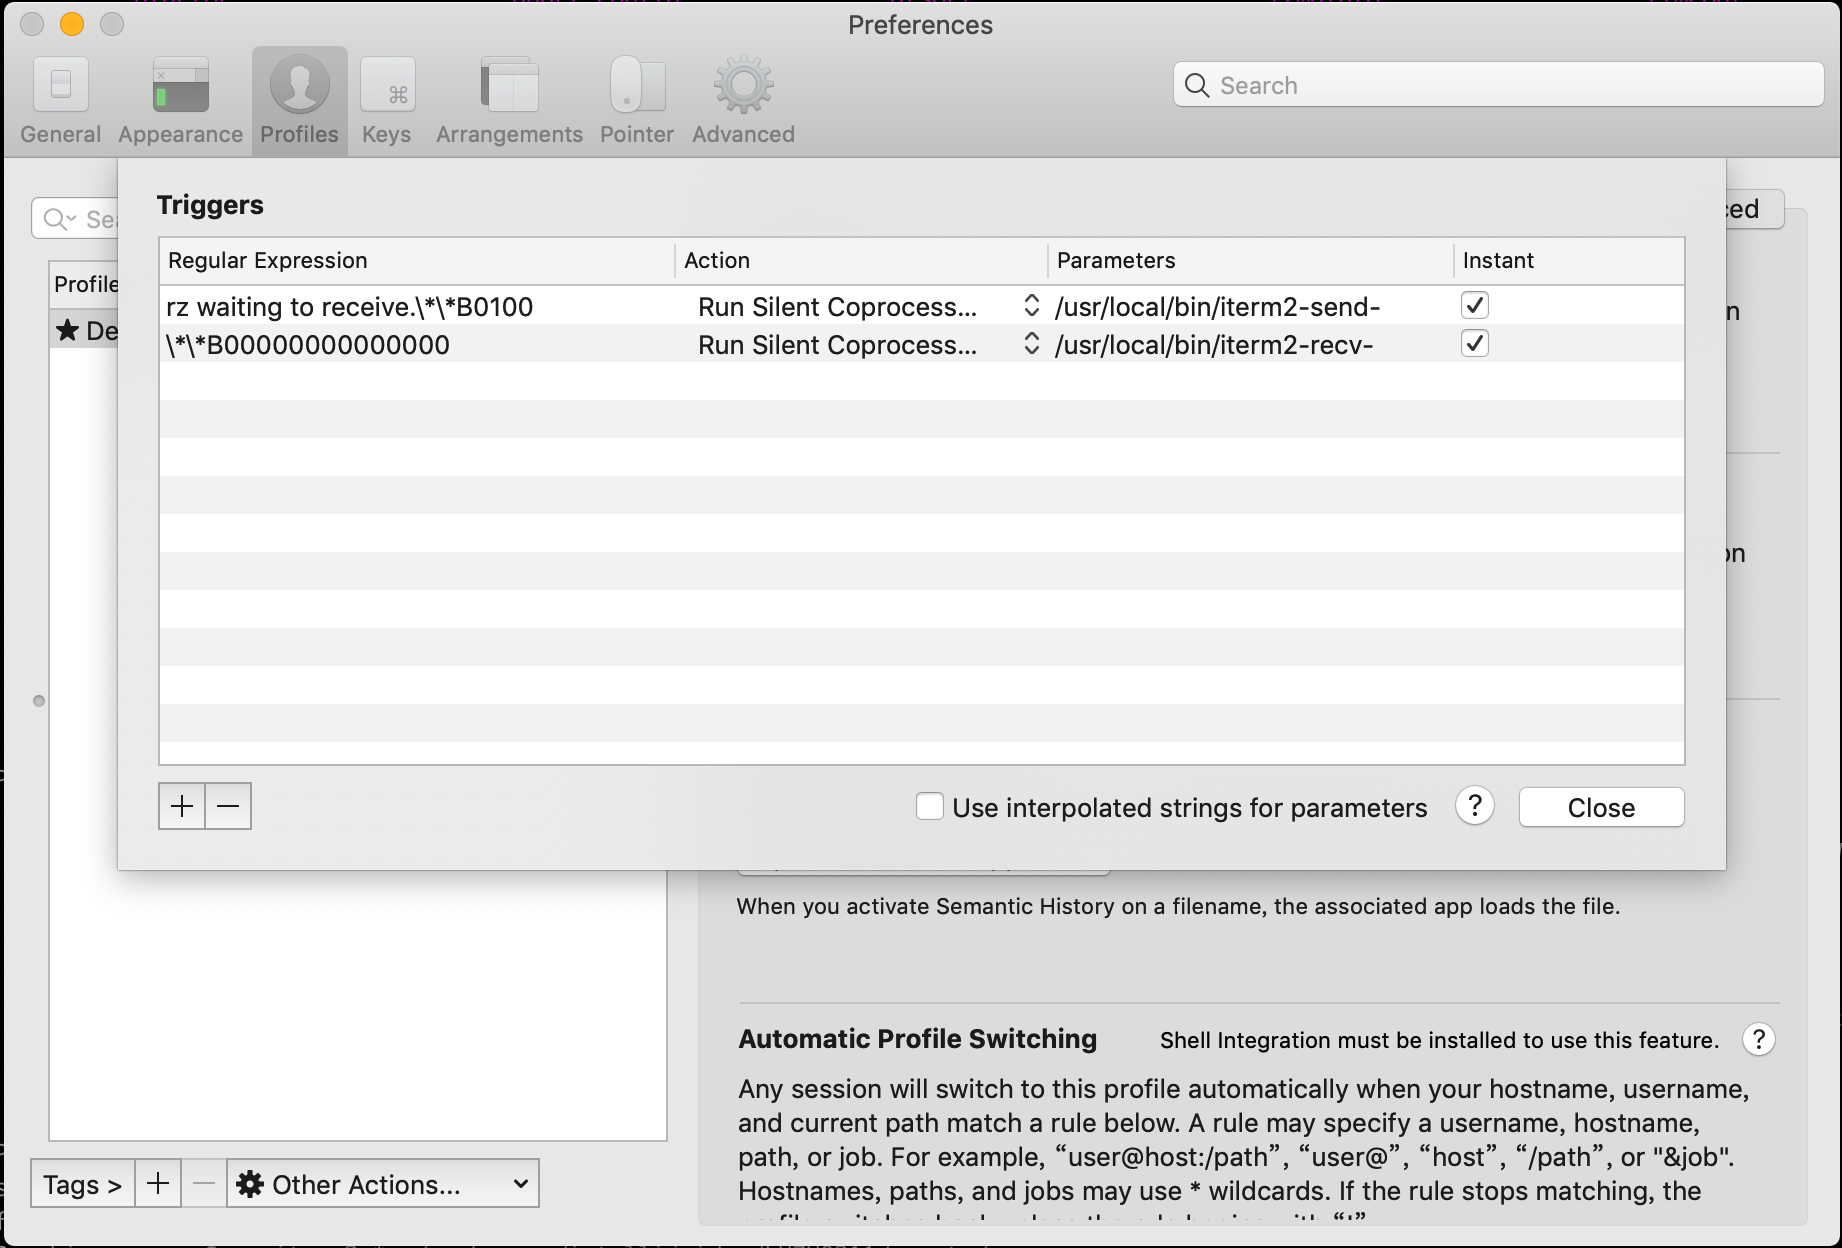 Preferences
General Appearance Profiles Keys Arrangements Pointer Advanced
Search
Triggers
Regular Expression Action Parameters Instant
rz waiting to receive.\*\*B0100 Run Silent Coprocess... /usr/local/bin/iterm2-send-
\*\*B00000000000000 Run Silent Coprocess... /usr/local/bin/iterm2-recv-
Profile
Use interpolated strings for parameters ? Close
When you activate Semantic History on a filename, the associated app loads the file.
Automatic Profile Switching Shell Integration must be installed to use this feature. ?
Any session will switch to this profile automatically when your hostname, username,
and current path match a rule below. A rule may specify a username, hostname,
path, or job. For example, “user@host:/path”, “user@”, “host”, “/path”, or "&job".
Hostnames, paths, and jobs may use * wildcards. If the rule stops matching, the
Tags > Other Actions...